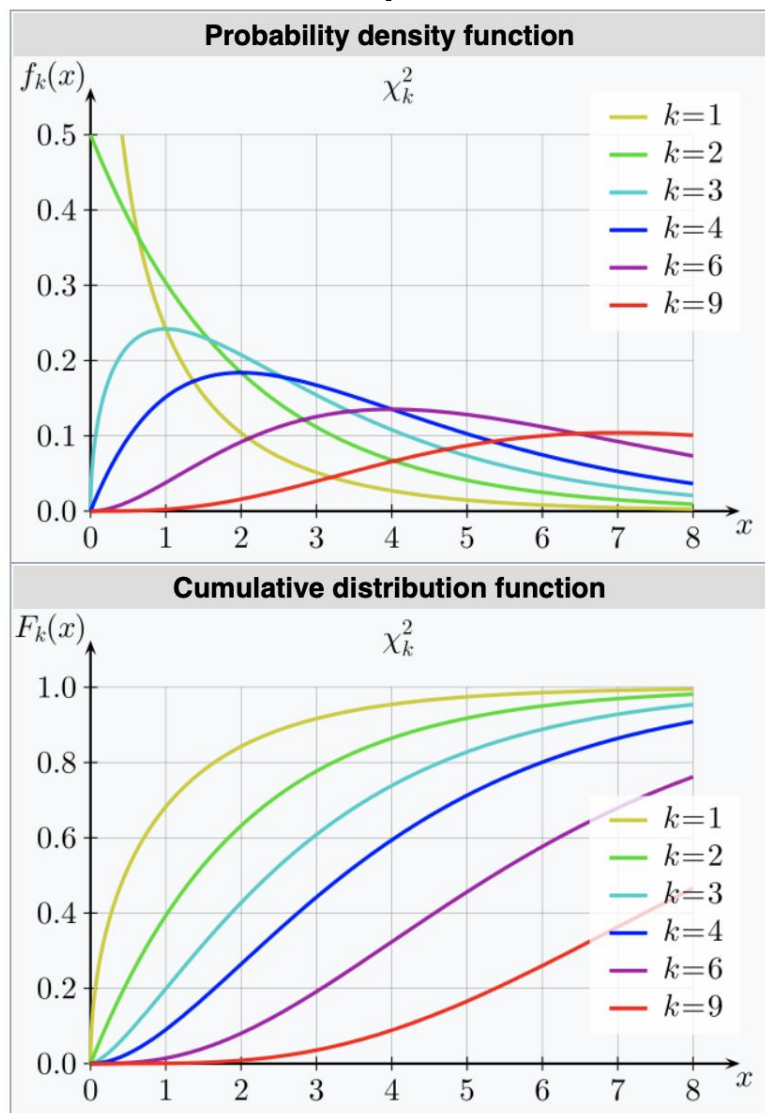 Probability density function
fₖ(x)
χ²ₖ
0.5
0.4
0.3
0.2
0.1
0.0
k=1
k=2
k=3
k=4
k=6
k=9
0 1 2 3 4 5 6 7 8 x
Cumulative distribution function
Fₖ(x)
χ²ₖ
1.0
0.8
0.6
0.4
0.2
0.0
k=1
k=2
k=3
k=4
k=6
k=9
0 1 2 3 4 5 6 7 8 x